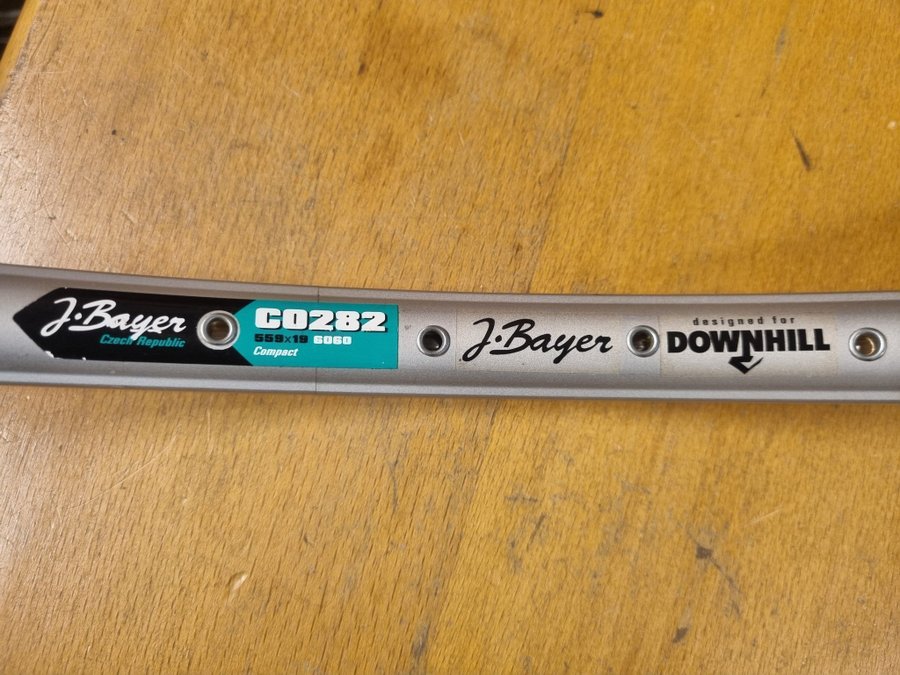 J·Bayer
Czech Republic
CO282
559x19 6060
Compact
J·Bayer
designed for
DOWNHILL